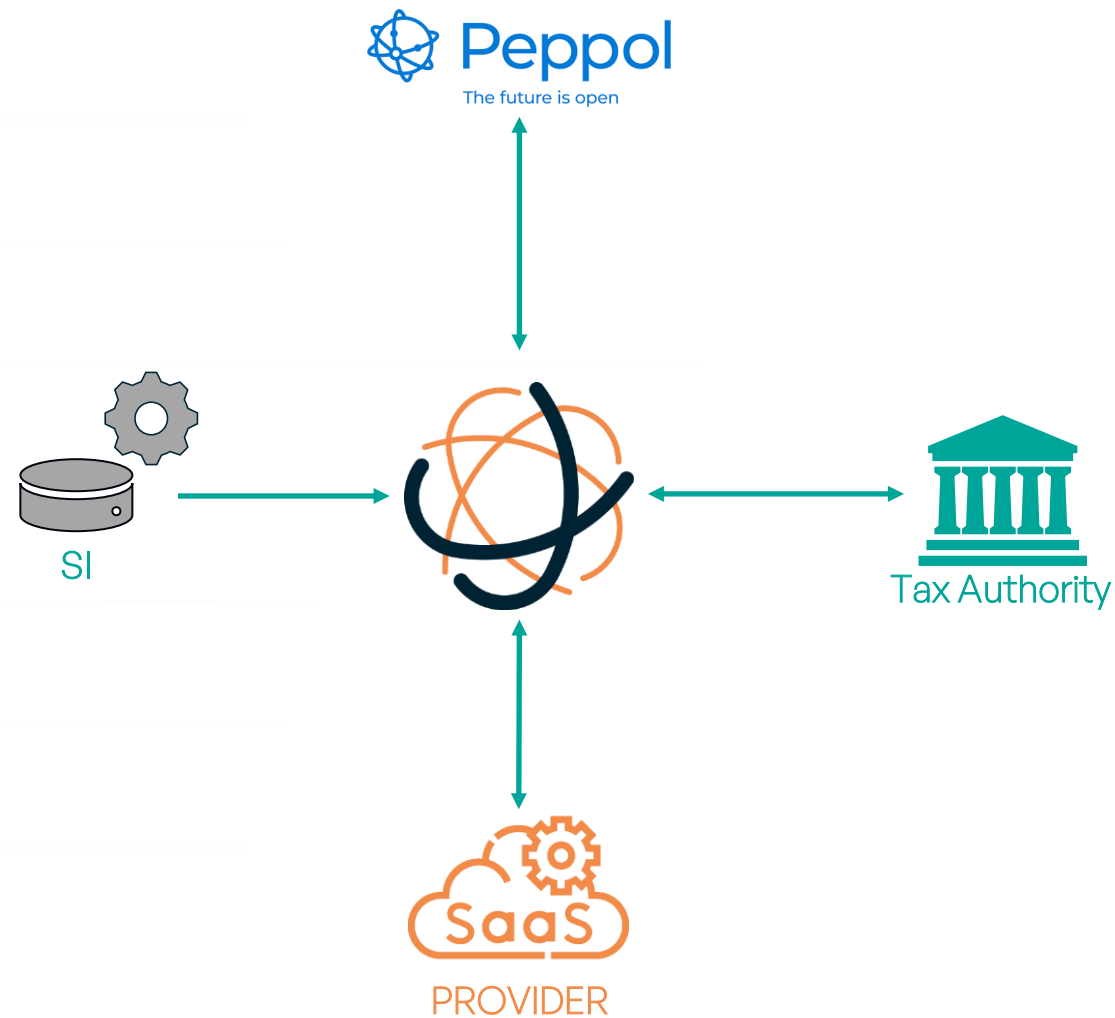 Peppol
The future is open
SI
Tax Authority
SaaS
PROVIDER